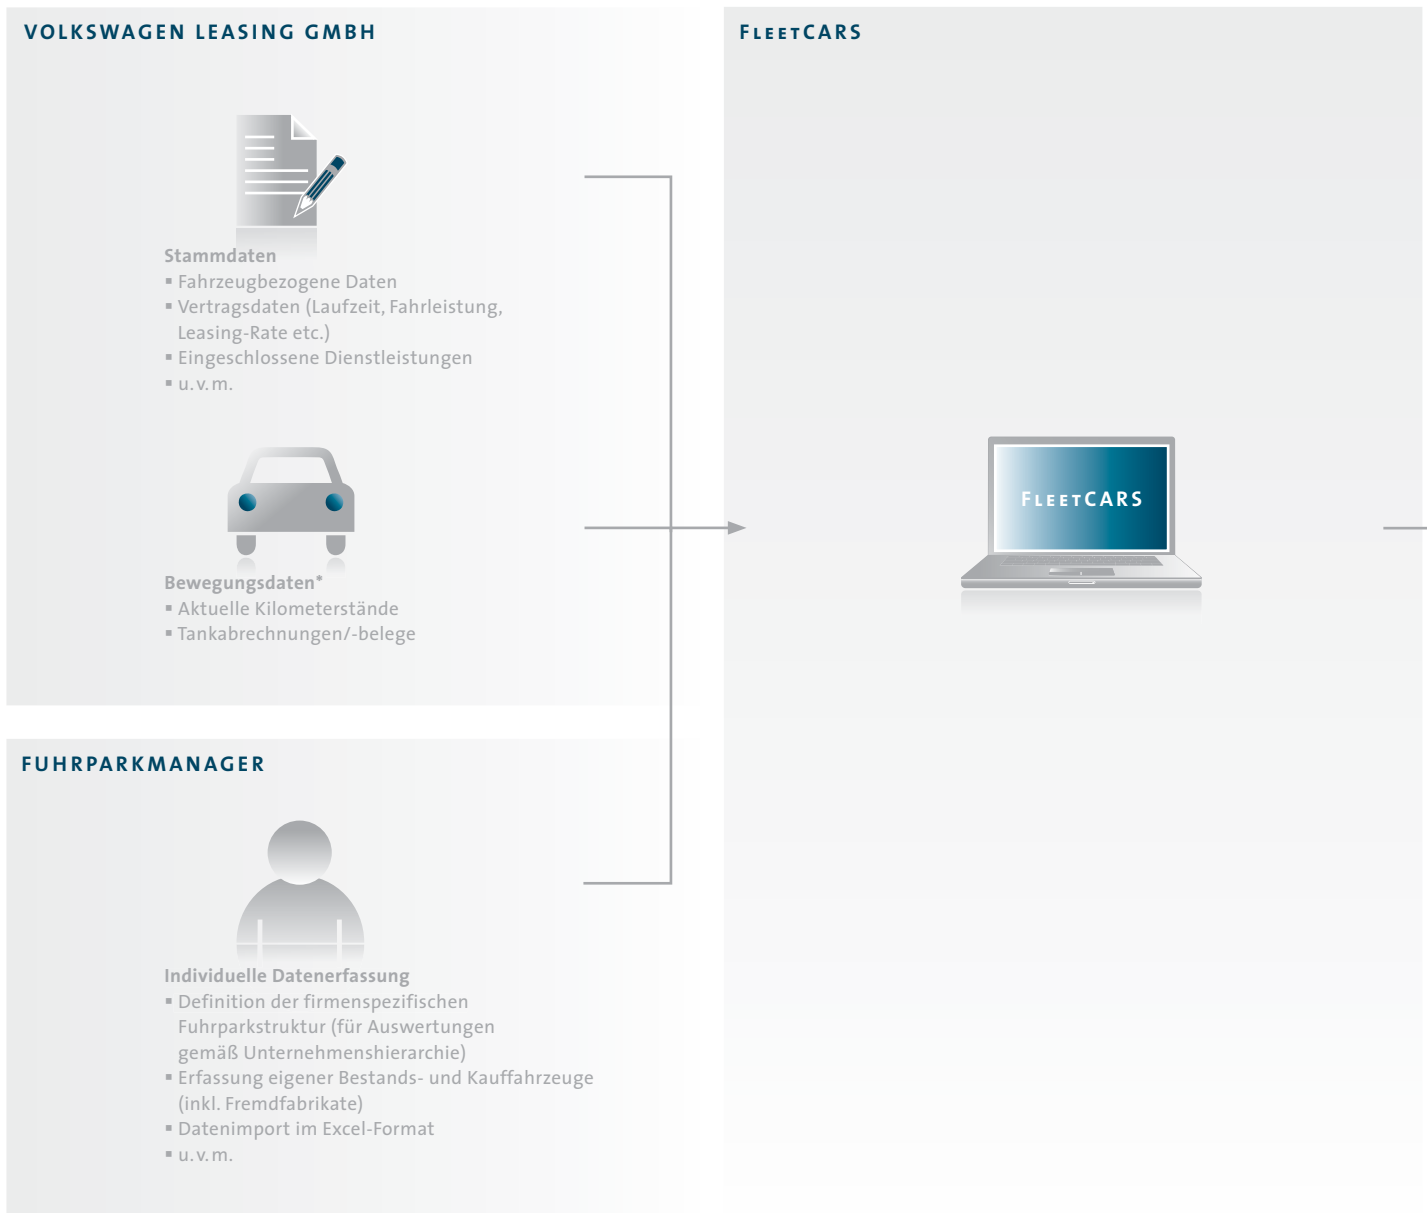 VOLKSWAGEN LEASING GMBH
Stammdaten
▪ Fahrzeugbezogene Daten
▪ Vertragsdaten (Laufzeit, Fahrleistung,
Leasing-Rate etc.)
▪ Eingeschlossene Dienstleistungen
▪ u.v.m.
Bewegungsdaten*
▪ Aktuelle Kilometerstände
▪ Tankabrechnungen/-belege
FUHRPARKMANAGER
Individuelle Datenerfassung
▪ Definition der firmenspezifischen
Fuhrparkstruktur (für Auswertungen
gemäß Unternehmenshierarchie)
▪ Erfassung eigener Bestands- und Kauffahrzeuge
(inkl. Fremdfabrikate)
▪ Datenimport im Excel-Format
▪ u.v.m.
FLEETCARS
FLEETCARS